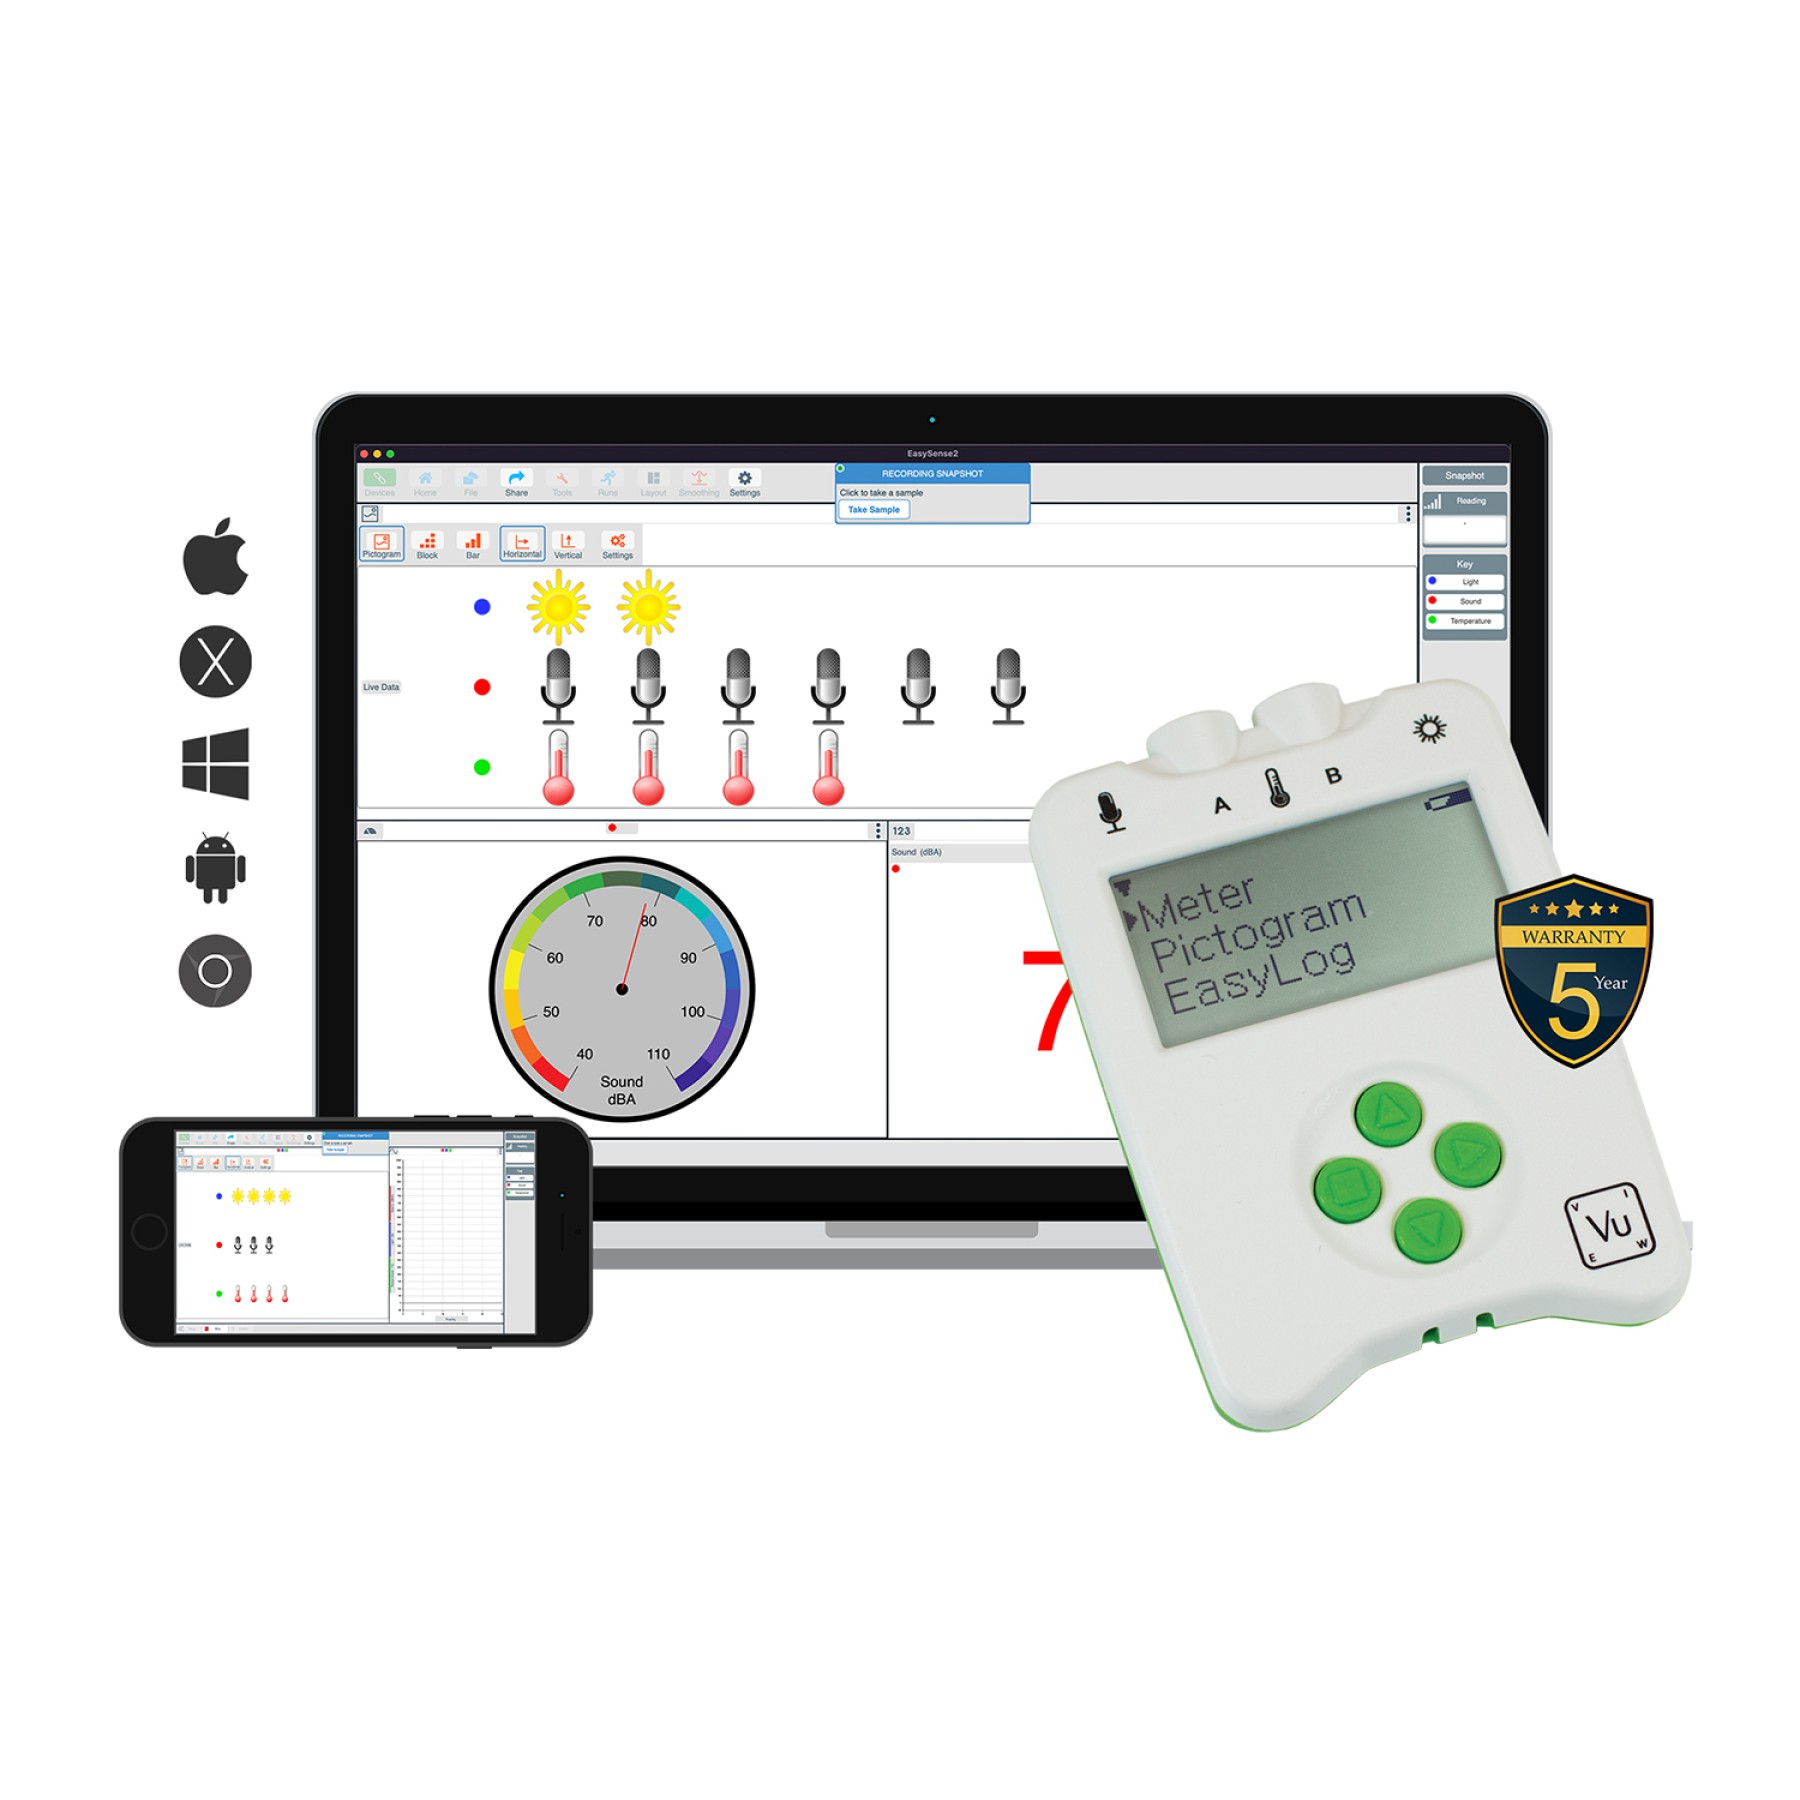 EasySense2
Devices Home File Share Tools Runs Layout Smoothing Settings
RECORDING SNAPSHOT
Click to take a sample
Take Sample
Snapshot
Reading
Pictogram Block Bar Horizontal Vertical Settings
Key
Light
Sound
Temperature
Live Data
123
Sound (dBA)
7
40
50
60
70
80
90
100
110
Sound
dBA
A
B
Meter
Pictogram
EasyLog
WARRANTY
5 Year
V I
Vu
E W